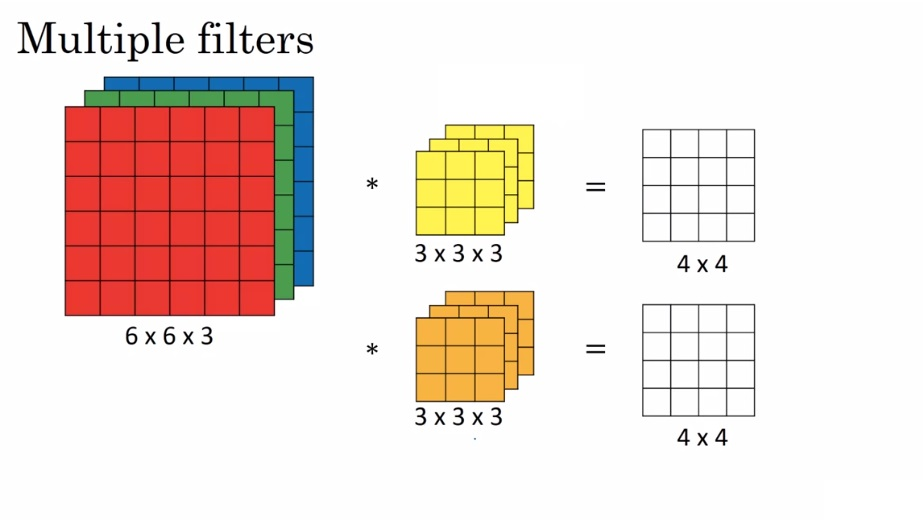 Multiple filters
*
3 x 3 x 3
=
4 x 4
6 x 6 x 3
*
3 x 3 x 3
=
4 x 4